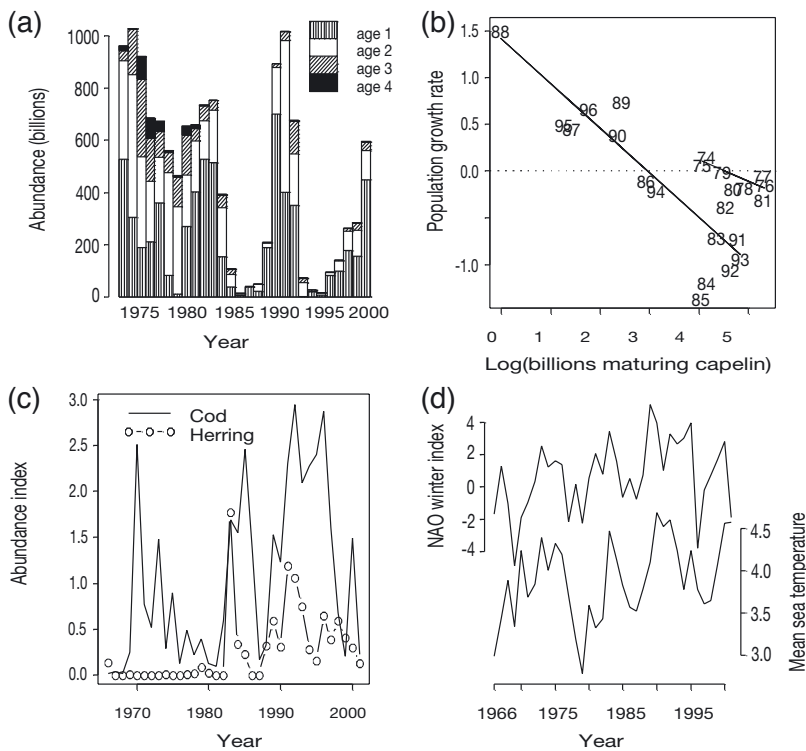 (a)
Abundance (billions)
1000
800
600
400
200
0
age 1
age 2
age 3
age 4
1975 1980 1985 1990 1995 2000
Year
(b)
Population growth rate
1.5
0.5
0.0
-1.0
88
96
89
95
87
90
86
94
74
75
79
77
76
80
78
81
82
73
91
93
92
84
85
0 1 2 4 5
Log(billions maturing capelin)
(c)
Abundance index
3.0
2.5
2.0
1.5
1.0
0.5
0.0
Cod
Herring
1970 1980 1990 2000
Year
(d)
NAO winter index
4
2
0
-2
-4
Mean sea temperature
4.5
4.0
3.5
3.0
1966 1975 1985 1995
Year